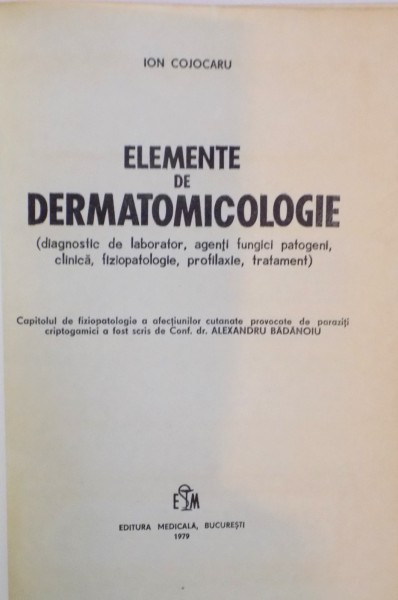 ION COJOCARU
ELEMENTE
DE
DERMATOMICOLOGIE
(diagnostic de laborator, agenți fungici patogeni,
clinică, fiziopatologie, profilaxie, tratament)
Capitolul de fiziopatologie a afecțiunilor cutanate provocate de paraziți
criptogamici a fost scris de Conf. dr. ALEXANDRU BĂDĂNOIU
EM
EDITURA MEDICALĂ, BUCUREȘTI
1979